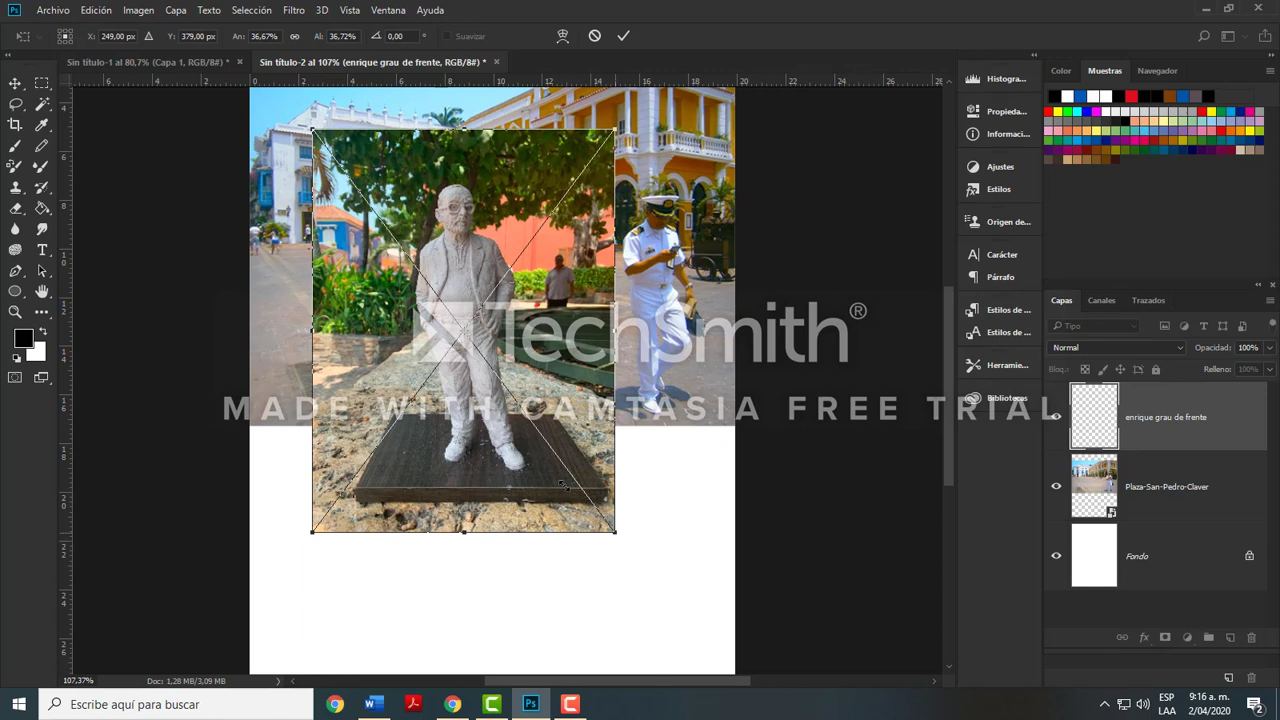 Ps Archivo Edición Imagen Capa Texto Selección Filtro 3D Vista Ventana Ayuda
X: 249,00 px Y: 379,00 px An: 36,67% Al: 36,72% 0,00 ° Suavizar
Sin título-1 al 80,7% (Capa 1, RGB/8#) * × Sin título-2 al 107% (enrique grau de frente, RGB/8#) * ×
Color Muestras Navegador
Histogra...
Propieda...
Informaci...
Ajustes
Estilos
Origen de...
Carácter
Párrafo
Estilos de ...
Estilos de ...
Herramie...
Bibliotecas
Capas Canales Trazados
Tipo
Normal Opacidad: 100%
Bloq.: Relleno: 100%
enrique grau de frente
Plaza-San-Pedro-Claver
Fondo
TechSmith®
MADE WITH CAMTASIA FREE TRIAL
107,37% Doc: 1,28 MB/3,09 MB
Escribe aquí para buscar
ESP
LAA
9:16 a. m.
2/04/2020
2